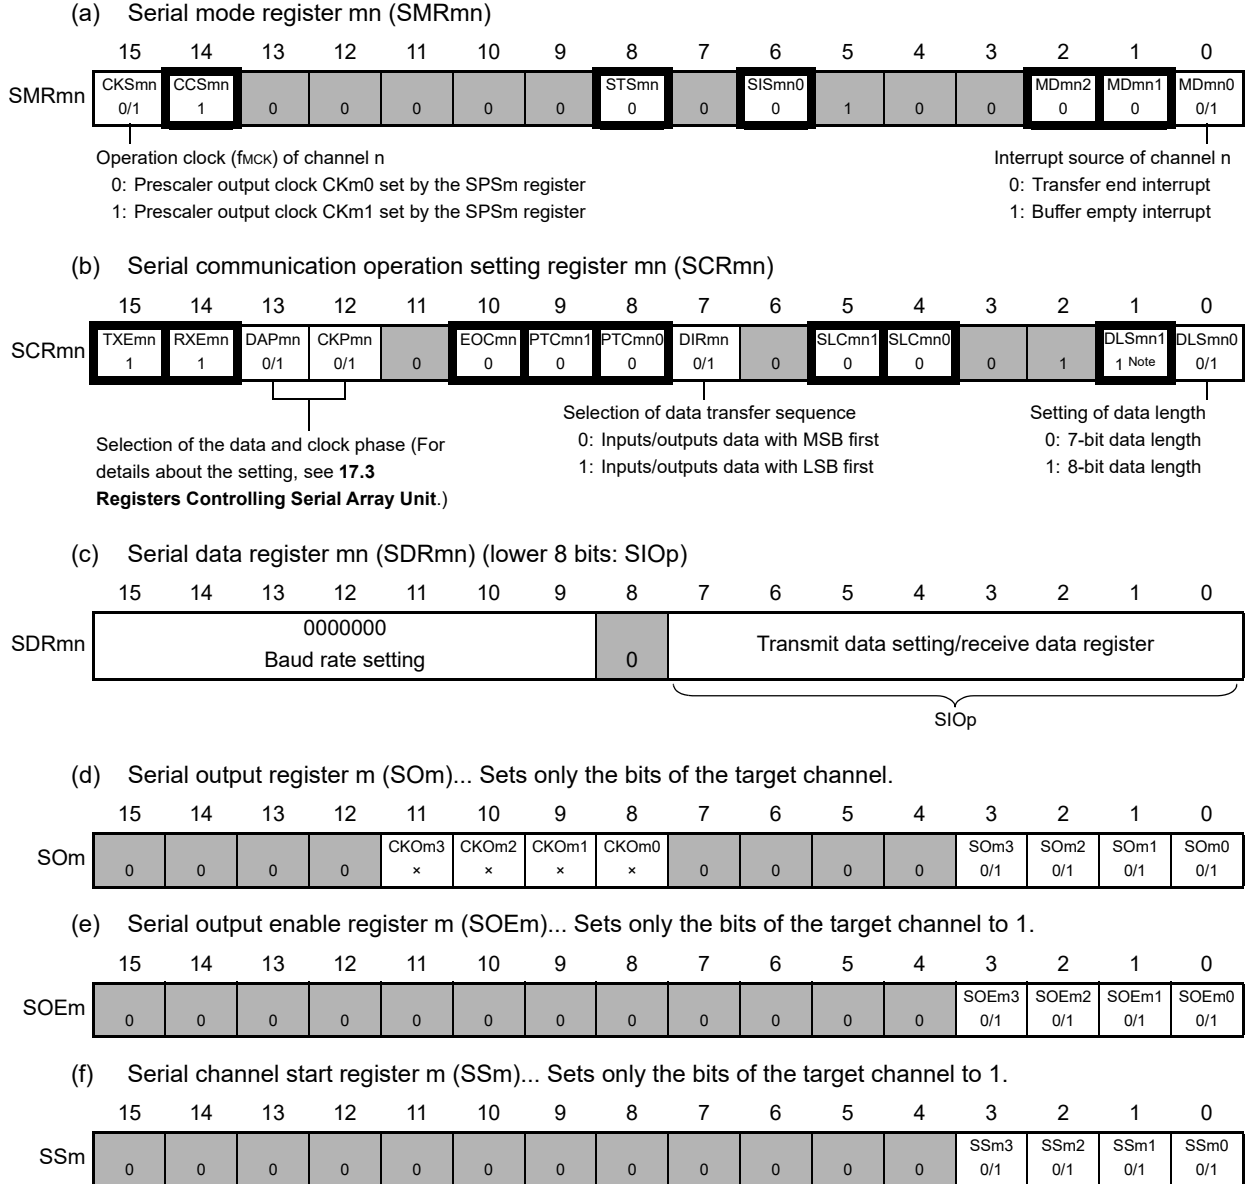 (a) Serial mode register mn (SMRmn)
15 14 13 12 11 10 9 8 7 6 5 4 3 2 1 0
SMRmn CKSmn CCSmn STSmn SISmn0 MDmn2 MDmn1 MDmn0
0/1 1 0 0 0 0 0 0 0 0 1 0 0 0 0 0/1
Operation clock (fMCK) of channel n
0: Prescaler output clock CKm0 set by the SPSm register
1: Prescaler output clock CKm1 set by the SPSm register
Interrupt source of channel n
0: Transfer end interrupt
1: Buffer empty interrupt
(b) Serial communication operation setting register mn (SCRmn)
15 14 13 12 11 10 9 8 7 6 5 4 3 2 1 0
SCRmn TXEmn RXEmn DAPmn CKPmn EOCmn PTCmn1 PTCmn0 DIRmn SLCmn1 SLCmn0 DLSmn1 DLSmn0
1 1 0/1 0/1 0 0 0 0 0/1 0 0 0 0 1 1 Note 0/1
Selection of the data and clock phase (For
details about the setting, see 17.3
Registers Controlling Serial Array Unit.)
Selection of data transfer sequence
0: Inputs/outputs data with MSB first
1: Inputs/outputs data with LSB first
Setting of data length
0: 7-bit data length
1: 8-bit data length
(c) Serial data register mn (SDRmn) (lower 8 bits: SIOp)
15 14 13 12 11 10 9 8 7 6 5 4 3 2 1 0
SDRmn 0000000
Baud rate setting
0
Transmit data setting/receive data register
SIOp
(d) Serial output register m (SOm)... Sets only the bits of the target channel.
15 14 13 12 11 10 9 8 7 6 5 4 3 2 1 0
SOm CKOm3 CKOm2 CKOm1 CKOm0 SOm3 SOm2 SOm1 SOm0
0 0 0 0 × × × × 0 0 0 0 0/1 0/1 0/1 0/1
(e) Serial output enable register m (SOEm)... Sets only the bits of the target channel to 1.
15 14 13 12 11 10 9 8 7 6 5 4 3 2 1 0
SOEm SOEm3 SOEm2 SOEm1 SOEm0
0 0 0 0 0 0 0 0 0 0 0 0 0/1 0/1 0/1 0/1
(f) Serial channel start register m (SSm)... Sets only the bits of the target channel to 1.
15 14 13 12 11 10 9 8 7 6 5 4 3 2 1 0
SSm SSm3 SSm2 SSm1 SSm0
0 0 0 0 0 0 0 0 0 0 0 0 0/1 0/1 0/1 0/1